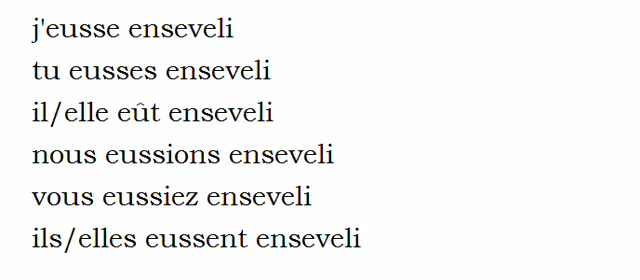 j'eusse enseveli
tu eusses enseveli
il/elle eût enseveli
nous eussions enseveli
vous eussiez enseveli
ils/elles eussent enseveli